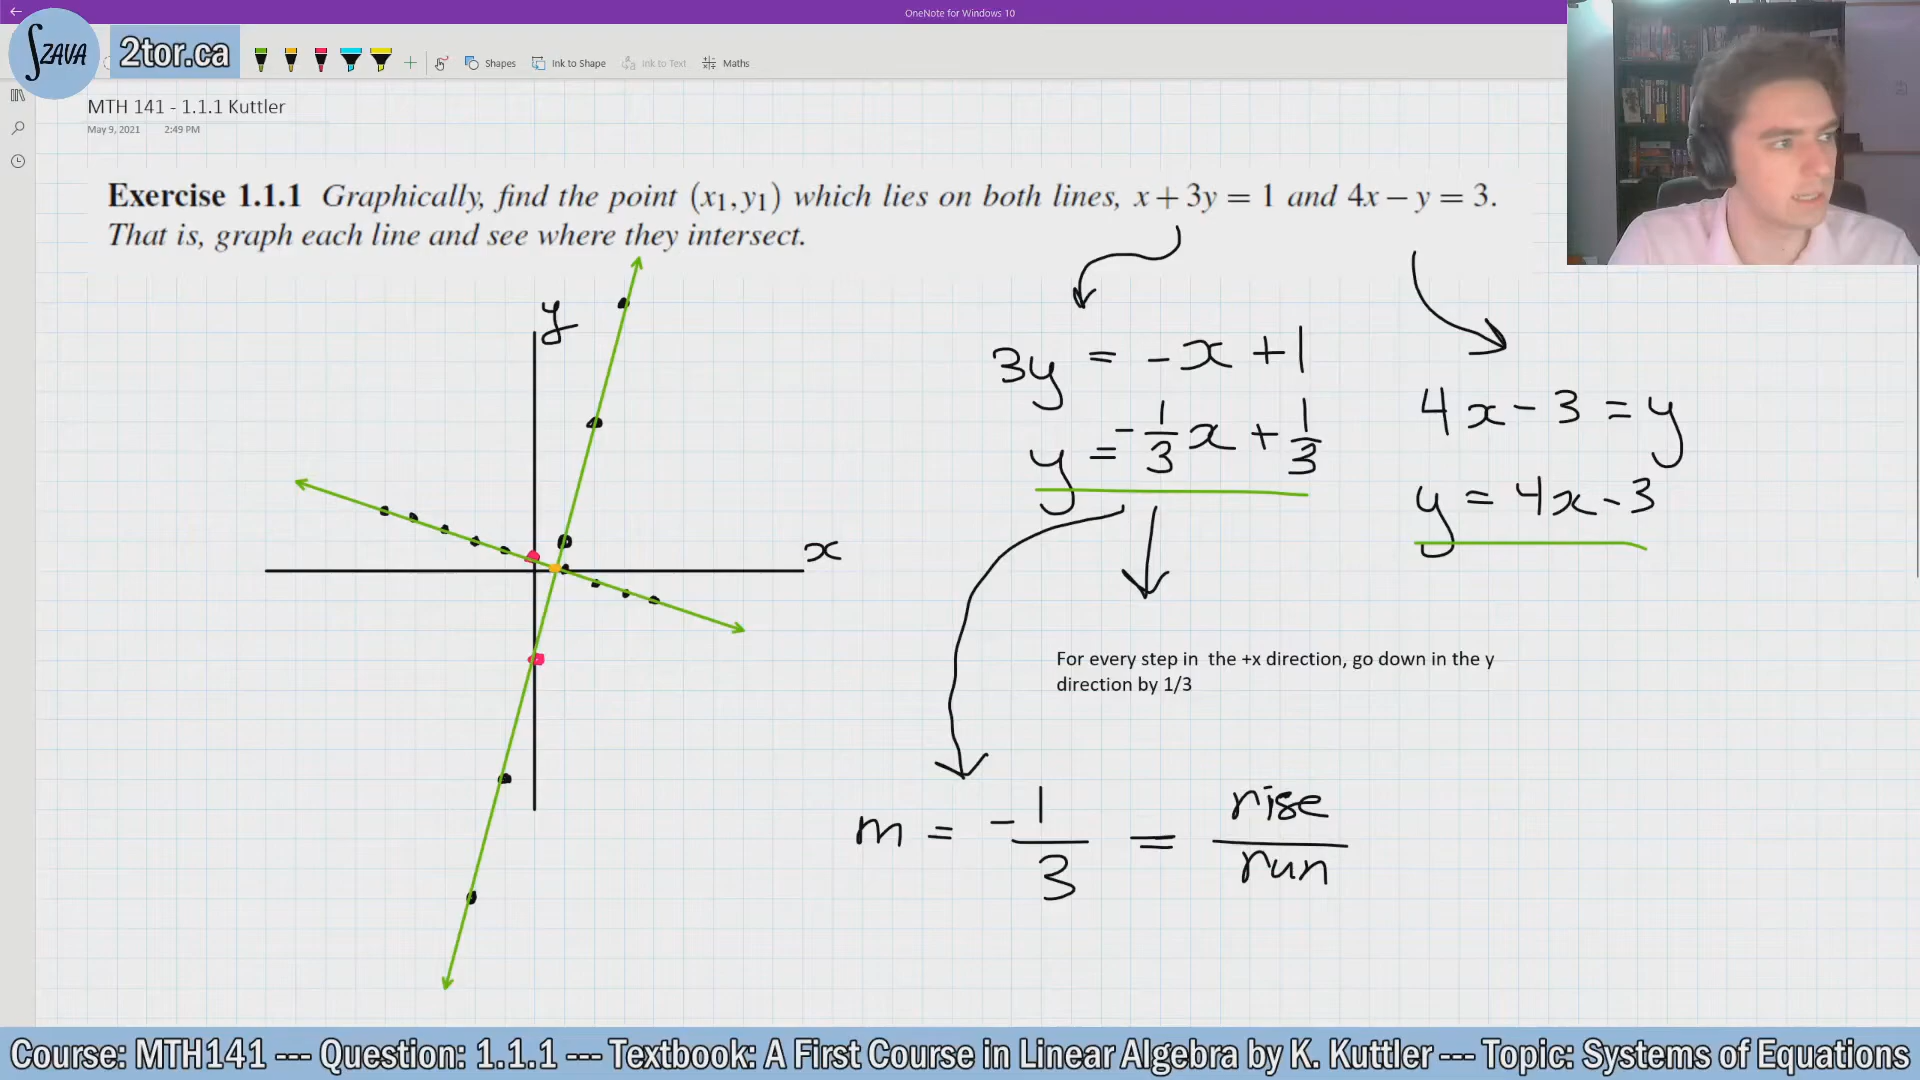 OneNote for Windows 10
∫ZAVA
2tor.ca
Shapes
Ink to Shape
Ink to Text
Maths
MTH 141 - 1.1.1 Kuttler
May 9, 2021 2:49 PM
Exercise 1.1.1 Graphically, find the point (x₁,y₁) which lies on both lines, x + 3y = 1 and 4x − y = 3.
That is, graph each line and see where they intersect.
y
x
3y = -x +1
y = -1/3 x + 1/3
4x - 3 = y
y = 4x - 3
For every step in the +x direction, go down in the y
direction by 1/3
m = -1/3 = rise/run
Course: MTH141 --- Question: 1.1.1 --- Textbook: A First Course in Linear Algebra by K. Kuttler --- Topic: Systems of Equations